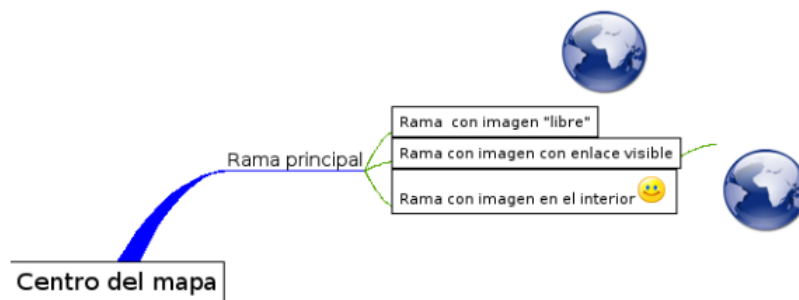 Rama con imagen "libre"
Rama principal
Rama con imagen con enlace visible
Rama con imagen en el interior
Centro del mapa